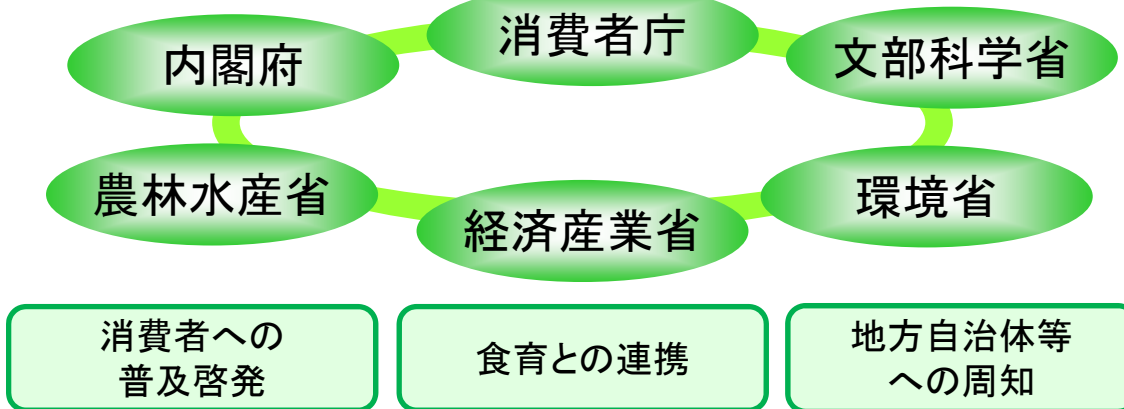 内閣府
消費者庁
文部科学省
農林水産省
経済産業省
環境省
消費者への
普及啓発
食育との連携
地方自治体等
への周知